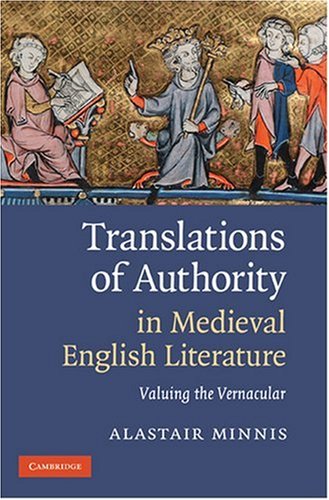 Translations
of Authority
in Medieval
English Literature
Valuing the Vernacular
ALASTAIR MINNIS
CAMBRIDGE